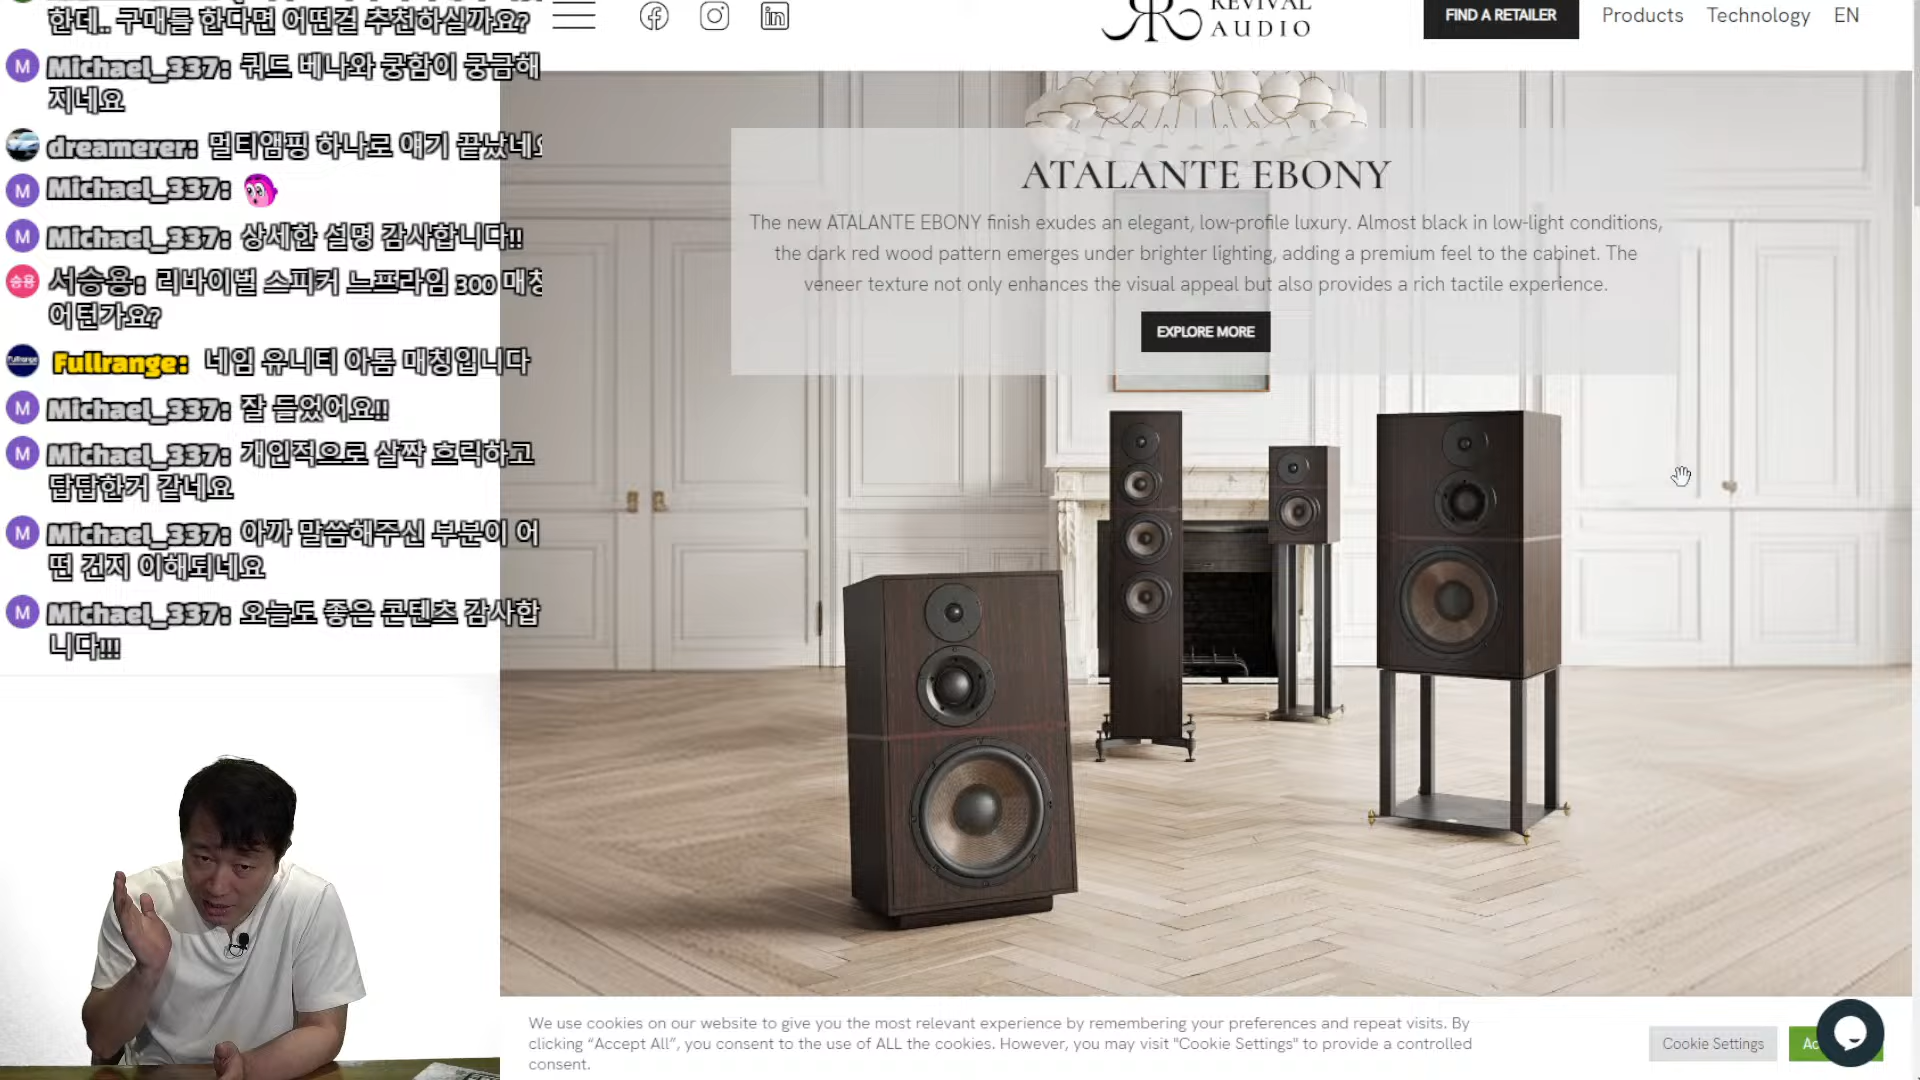 한데.. 구매를 한다면 어떤걸 추천하실까요?
Michael_337: 쿼드 베나와 궁합이 궁금해
지네요
dreamerer: 멀티앰핑 하나로 얘기 끝났네요
Michael_337:
Michael_337: 상세한 설명 감사합니다!!
서승용: 리바이벌 스피커 느프라임 300 매칭
어떤가요?
Fullrange: 네임 유니티 아톰 매칭입니다
Michael_337: 잘 들었어요!!
Michael_337: 개인적으로 살짝 흐릭하고
답답한거 같네요
Michael_337: 아까 말씀해주신 부분이 어
떤 건지 이해되네요
Michael_337: 오늘도 좋은 콘텐츠 감사합
니다!!!
REVIVAL
AUDIO
FIND A RETAILER
Products
Technology
EN
ATALANTE EBONY
The new ATALANTE EBONY finish exudes an elegant, low-profile luxury. Almost black in low-light conditions,
the dark red wood pattern emerges under brighter lighting, adding a premium feel to the cabinet. The
veneer texture not only enhances the visual appeal but also provides a rich tactile experience.
EXPLORE MORE
We use cookies on our website to give you the most relevant experience by remembering your preferences and repeat visits. By
clicking “Accept All”, you consent to the use of ALL the cookies. However, you may visit "Cookie Settings" to provide a controlled
consent.
Cookie Settings